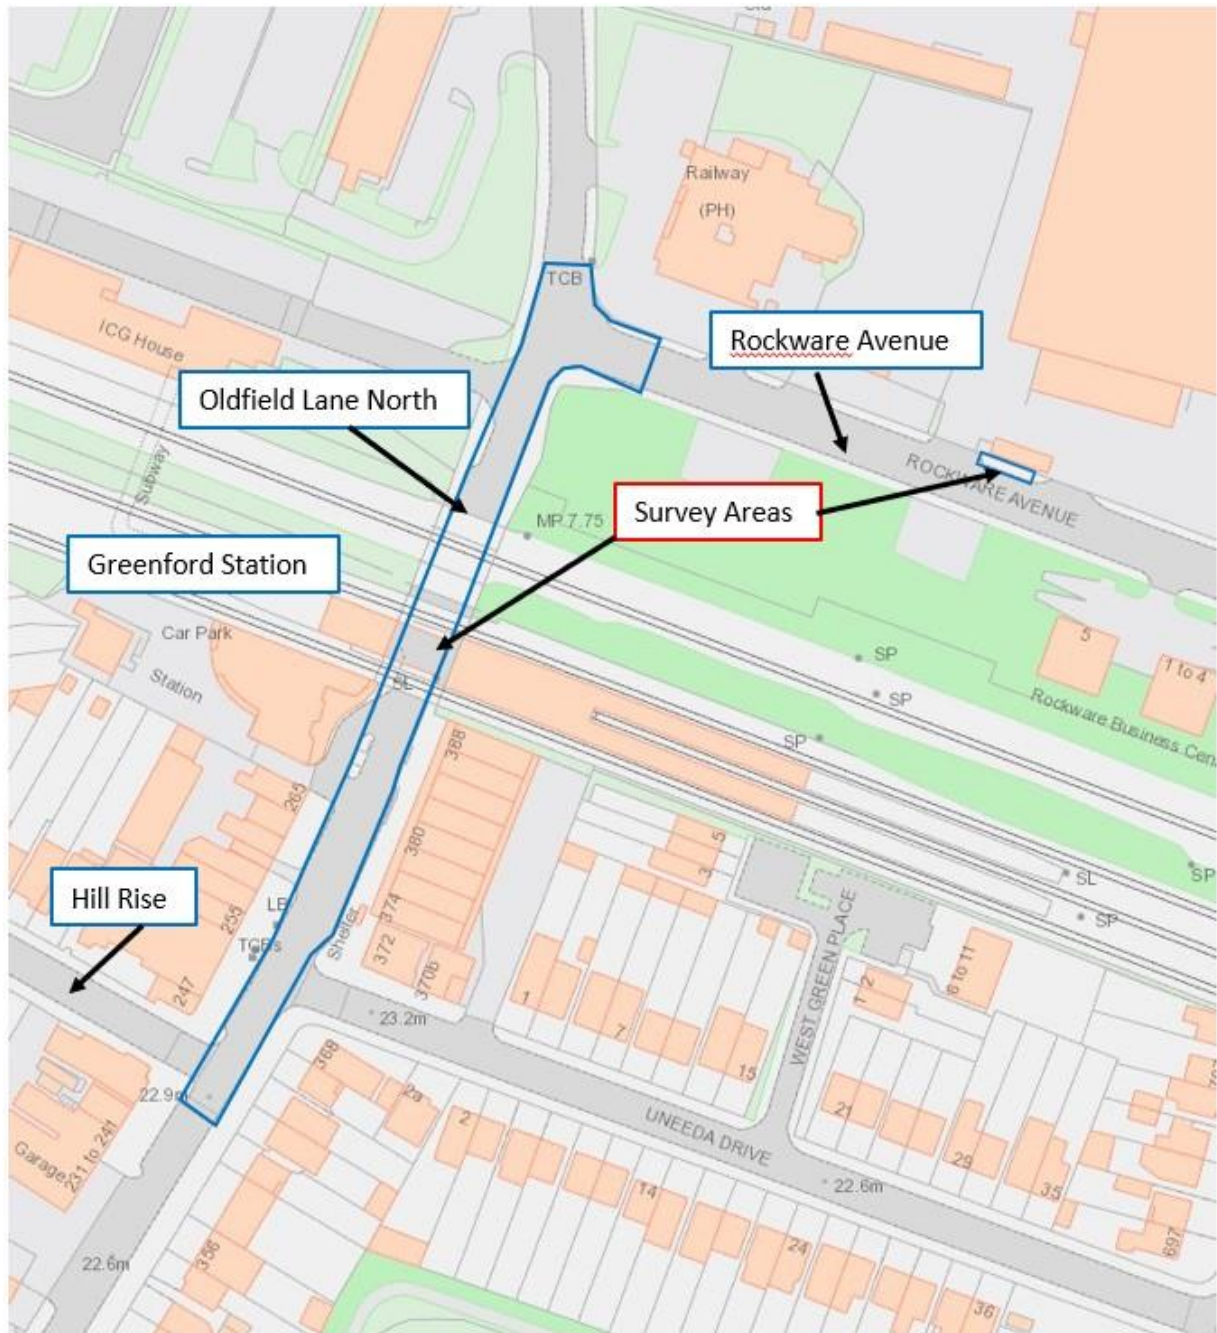 Railway
(PH)
TCB
ICG House
Rockware Avenue
Oldfield Lane North
Subway
ROCKWARE AVENUE
Survey Areas
MP 7.75
Greenford Station
Car Park
Station
SL
SP
SP
SP
5
1 to 4
Rockware Business Cen
388
265
380
374
372
370b
Shelter
Hill Rise
LB
TCBs
255
247
3
5
SL
SP
SP
WEST GREEN PLACE
1
2
6 to 11
1
7
15
23.2m
22.9m
368
2a
2
UNEEDA DRIVE
21
29
35
Garage
231 to 241
14
22.6m
24
697
356
22.6m
36